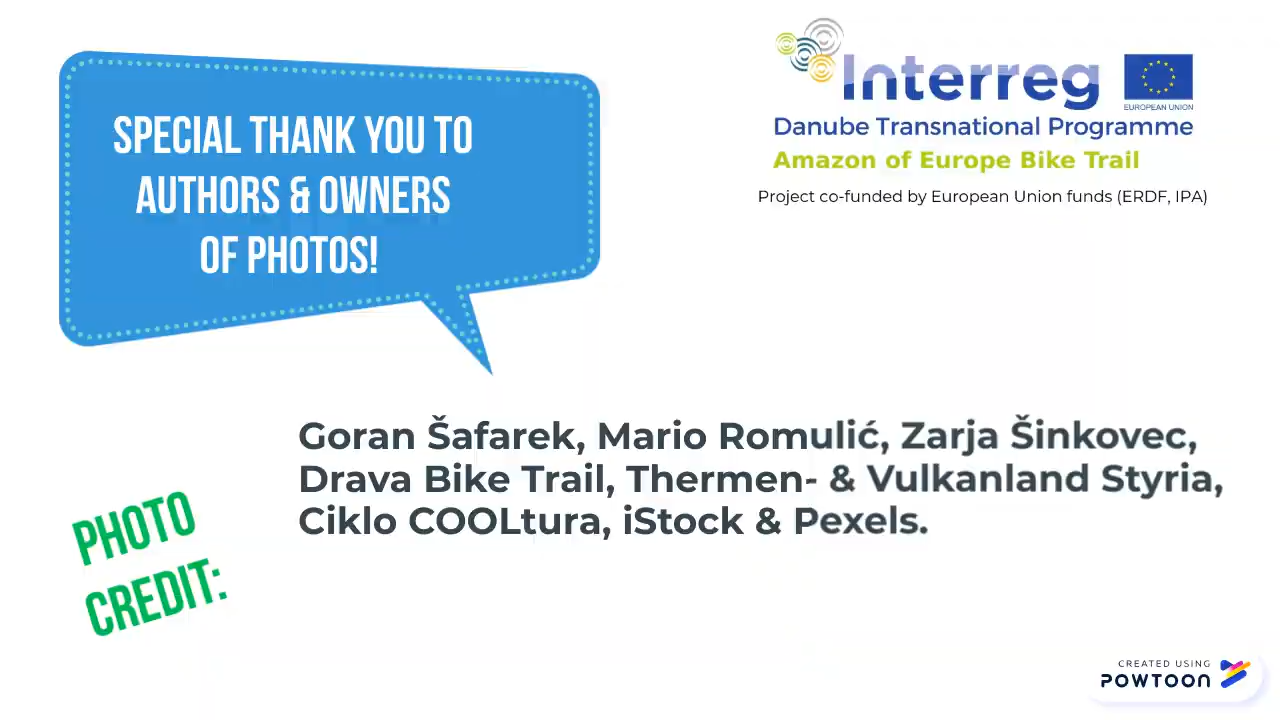 SPECIAL THANK YOU TO
AUTHORS & OWNERS
OF PHOTOS!
Interreg
EUROPEAN UNION
Danube Transnational Programme
Amazon of Europe Bike Trail
Project co-funded by European Union funds (ERDF, IPA)
PHOTO
CREDIT:
Goran Šafarek, Mario Romulić, Zarja Šinkovec,
Drava Bike Trail, Thermen- & Vulkanland Styria,
Ciklo COOLtura, iStock & Pexels.
CREATED USING
POWTOON